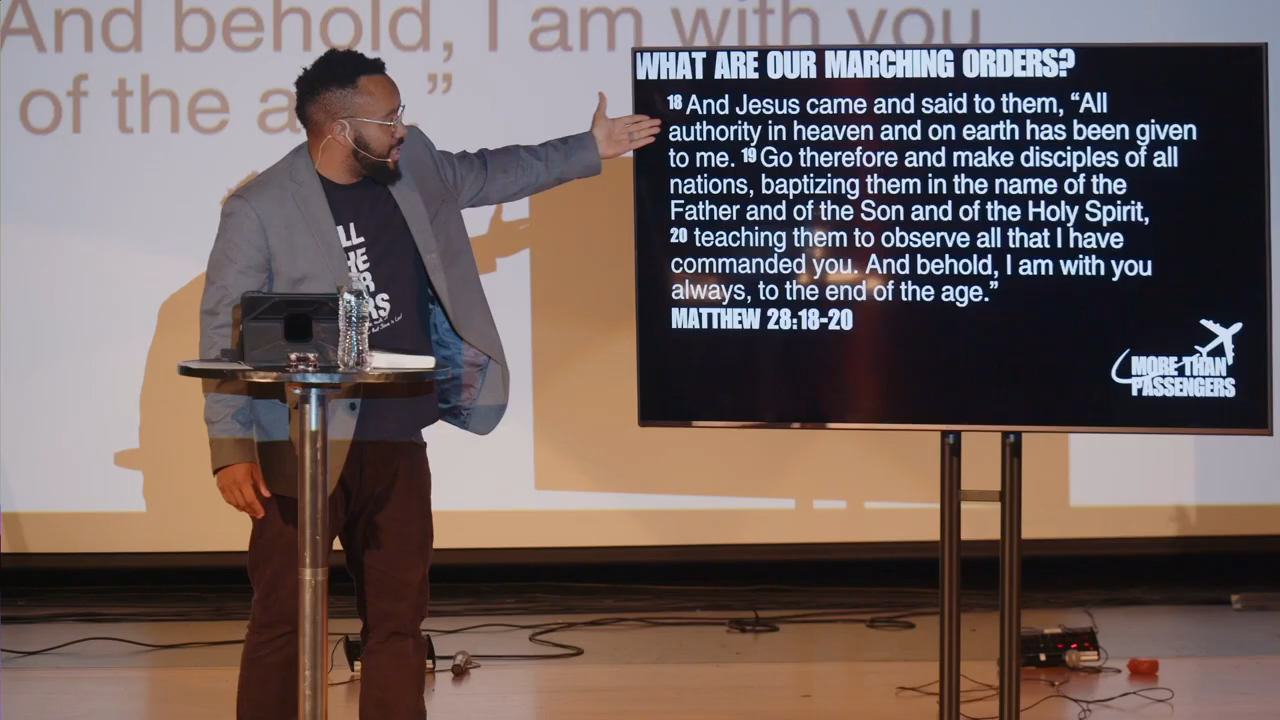 And behold, I am with you
of the a ”
WHAT ARE OUR MARCHING ORDERS?
18 And Jesus came and said to them, “All
authority in heaven and on earth has been given
to me. 19 Go therefore and make disciples of all
nations, baptizing them in the name of the
Father and of the Son and of the Holy Spirit,
20 teaching them to observe all that I have
commanded you. And behold, I am with you
always, to the end of the age.”
MATTHEW 28:18-20
MORE THAN
PASSENGERS